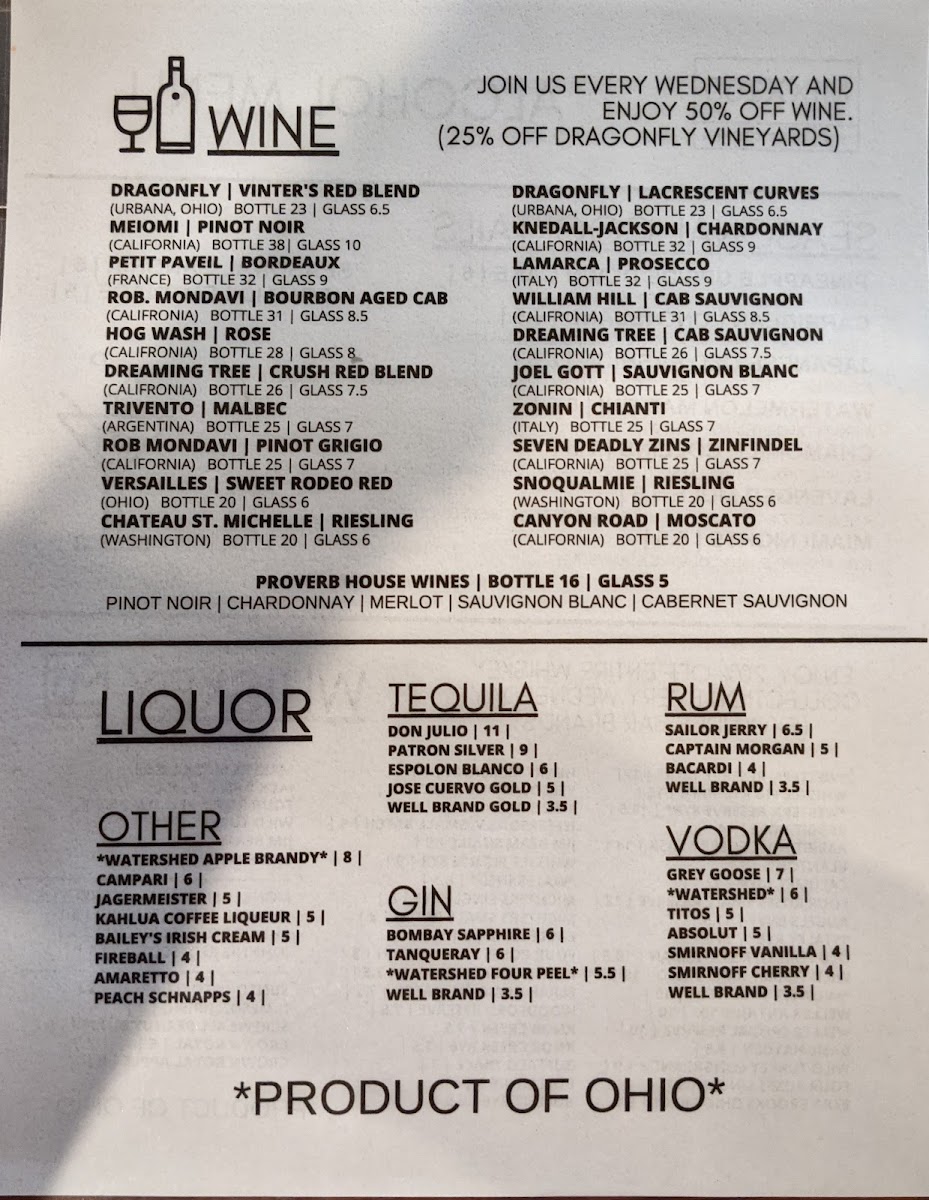 WINE
JOIN US EVERY WEDNESDAY AND
ENJOY 50% OFF WINE.
(25% OFF DRAGONFLY VINEYARDS)
DRAGONFLY | VINTER'S RED BLEND
(URBANA, OHIO) BOTTLE 23 | GLASS 6.5
MEIOMI | PINOT NOIR
(CALIFORNIA) BOTTLE 38| GLASS 10
PETIT PAVEIL | BORDEAUX
(FRANCE) BOTTLE 32 | GLASS 9
ROB. MONDAVI | BOURBON AGED CAB
(CALIFRONIA) BOTTLE 31 | GLASS 8.5
HOG WASH | ROSE
(CALIFRONIA) BOTTLE 28 | GLASS 8
DREAMING TREE | CRUSH RED BLEND
(CALIFRONIA) BOTTLE 26 | GLASS 7.5
TRIVENTO | MALBEC
(ARGENTINA) BOTTLE 25 | GLASS 7
ROB MONDAVI | PINOT GRIGIO
(CALIFORNIA) BOTTLE 25 | GLASS 7
VERSAILLES | SWEET RODEO RED
(OHIO) BOTTLE 20 | GLASS 6
CHATEAU ST. MICHELLE | RIESLING
(WASHINGTON) BOTTLE 20 | GLASS 6
DRAGONFLY | LACRESCENT CURVES
(URBANA, OHIO) BOTTLE 23 | GLASS 6.5
KNEDALL-JACKSON | CHARDONNAY
(CALIFORNIA) BOTTLE 32 | GLASS 9
LAMARCA | PROSECCO
(ITALY) BOTTLE 32 | GLASS 9
WILLIAM HILL | CAB SAUVIGNON
(CALIFORNIA) BOTTLE 31 | GLASS 8.5
DREAMING TREE | CAB SAUVIGNON
(CALIFORNIA) BOTTLE 26 | GLASS 7.5
JOEL GOTT | SAUVIGNON BLANC
(CALIFORNIA) BOTTLE 25 | GLASS 7
ZONIN | CHIANTI
(ITALY) BOTTLE 25 | GLASS 7
SEVEN DEADLY ZINS | ZINFINDEL
(CALIFORNIA) BOTTLE 25 | GLASS 7
SNOQUALMIE | RIESLING
(WASHINGTON) BOTTLE 20 | GLASS 6
CANYON ROAD | MOSCATO
(CALIFORNIA) BOTTLE 20 | GLASS 6
PROVERB HOUSE WINES | BOTTLE 16 | GLASS 5
PINOT NOIR | CHARDONNAY | MERLOT | SAUVIGNON BLANC | CABERNET SAUVIGNON
LIQUOR
OTHER
*WATERSHED APPLE BRANDY* | 8 |
CAMPARI | 6 |
JAGERMEISTER | 5 |
KAHLUA COFFEE LIQUEUR | 5 |
BAILEY'S IRISH CREAM | 5 |
FIREBALL | 4 |
AMARETTO | 4 |
PEACH SCHNAPPS | 4 |
TEQUILA
DON JULIO | 11 |
PATRON SILVER | 9 |
ESPOLON BLANCO | 6 |
JOSE CUERVO GOLD | 5 |
WELL BRAND GOLD | 3.5 |
GIN
BOMBAY SAPPHIRE | 6 |
TANQUERAY | 6 |
*WATERSHED FOUR PEEL* | 5.5 |
WELL BRAND | 3.5 |
RUM
SAILOR JERRY | 6.5 |
CAPTAIN MORGAN | 5 |
BACARDI | 4 |
WELL BRAND | 3.5 |
VODKA
GREY GOOSE | 7 |
*WATERSHED* | 6 |
TITOS | 5 |
ABSOLUT | 5 |
SMIRNOFF VANILLA | 4 |
SMIRNOFF CHERRY | 4 |
WELL BRAND | 3.5 |
*PRODUCT OF OHIO*